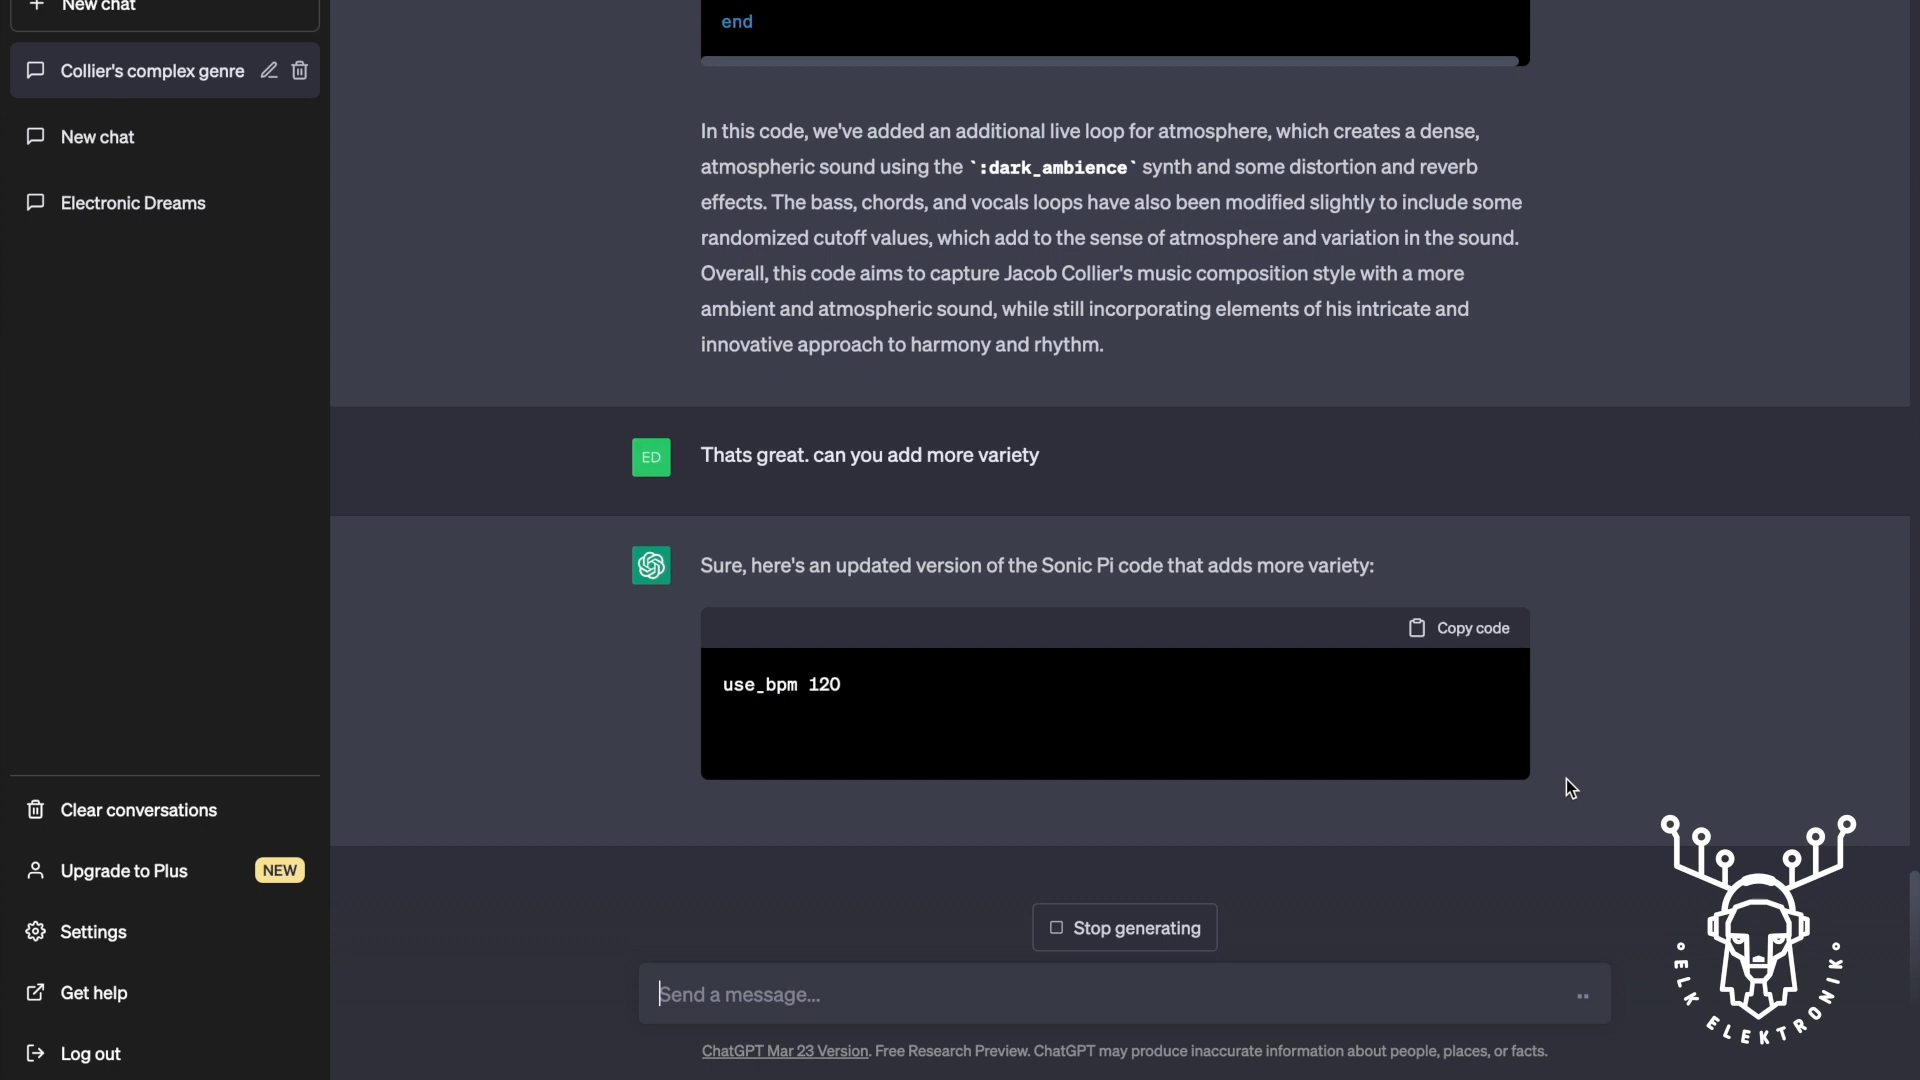 New chat
Collier's complex genre
New chat
Electronic Dreams
Clear conversations
Upgrade to Plus NEW
Settings
Get help
Log out
end
In this code, we've added an additional live loop for atmosphere, which creates a dense,
atmospheric sound using the `:dark_ambience` synth and some distortion and reverb
effects. The bass, chords, and vocals loops have also been modified slightly to include some
randomized cutoff values, which add to the sense of atmosphere and variation in the sound.
Overall, this code aims to capture Jacob Collier's music composition style with a more
ambient and atmospheric sound, while still incorporating elements of his intricate and
innovative approach to harmony and rhythm.
ED
Thats great. can you add more variety
Sure, here's an updated version of the Sonic Pi code that adds more variety:
Copy code
use_bpm 120
Stop generating
Send a message...
ChatGPT Mar 23 Version. Free Research Preview. ChatGPT may produce inaccurate information about people, places, or facts.
ELK ELEKTRONIK